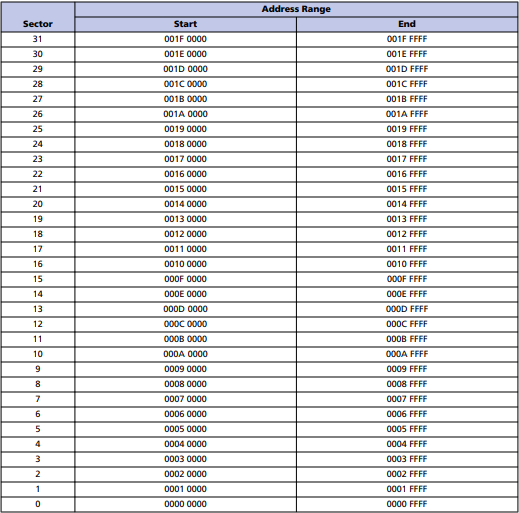 Address Range
Sector Start End
31 001F 0000 001F FFFF
30 001E 0000 001E FFFF
29 001D 0000 001D FFFF
28 001C 0000 001C FFFF
27 001B 0000 001B FFFF
26 001A 0000 001A FFFF
25 0019 0000 0019 FFFF
24 0018 0000 0018 FFFF
23 0017 0000 0017 FFFF
22 0016 0000 0016 FFFF
21 0015 0000 0015 FFFF
20 0014 0000 0014 FFFF
19 0013 0000 0013 FFFF
18 0012 0000 0012 FFFF
17 0011 0000 0011 FFFF
16 0010 0000 0010 FFFF
15 000F 0000 000F FFFF
14 000E 0000 000E FFFF
13 000D 0000 000D FFFF
12 000C 0000 000C FFFF
11 000B 0000 000B FFFF
10 000A 0000 000A FFFF
9 0009 0000 0009 FFFF
8 0008 0000 0008 FFFF
7 0007 0000 0007 FFFF
6 0006 0000 0006 FFFF
5 0005 0000 0005 FFFF
4 0004 0000 0004 FFFF
3 0003 0000 0003 FFFF
2 0002 0000 0002 FFFF
1 0001 0000 0001 FFFF
0 0000 0000 0000 FFFF